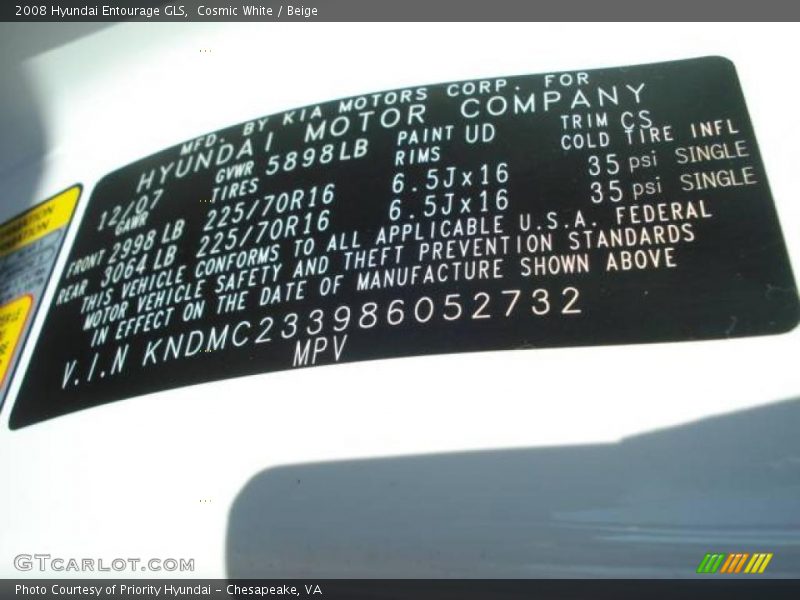 2008 Hyundai Entourage GLS, Cosmic White / Beige
MFD. BY KIA MOTORS CORP. FOR
HYUNDAI MOTOR COMPANY
12/07 GVWR 5898LB PAINT UD TRIM CS
GAWR TIRES RIMS COLD TIRE INFL
FRONT 2998 LB 225/70R16 6.5Jx16 35 psi SINGLE
REAR 3064 LB 225/70R16 6.5Jx16 35 psi SINGLE
THIS VEHICLE CONFORMS TO ALL APPLICABLE U.S.A. FEDERAL
MOTOR VEHICLE SAFETY AND THEFT PREVENTION STANDARDS
IN EFFECT ON THE DATE OF MANUFACTURE SHOWN ABOVE
V.I.N KNDMC233986052732
MPV
GTCARLOT.COM
Photo Courtesy of Priority Hyundai - Chesapeake, VA